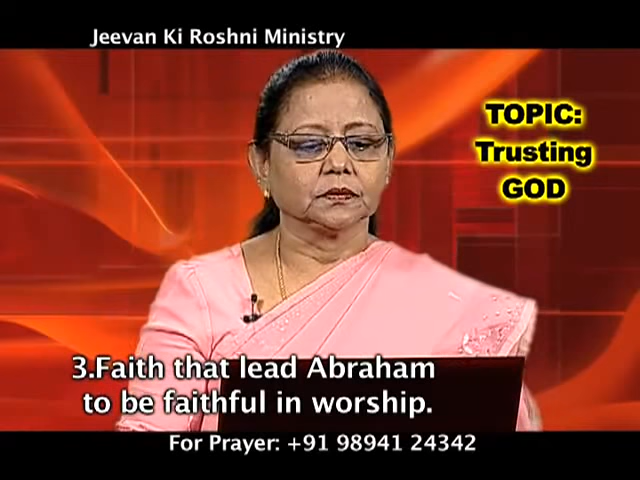 Jeevan Ki Roshni Ministry
TOPIC:
Trusting
GOD
3.Faith that lead Abraham
to be faithful in worship.
For Prayer: +91 98941 24342